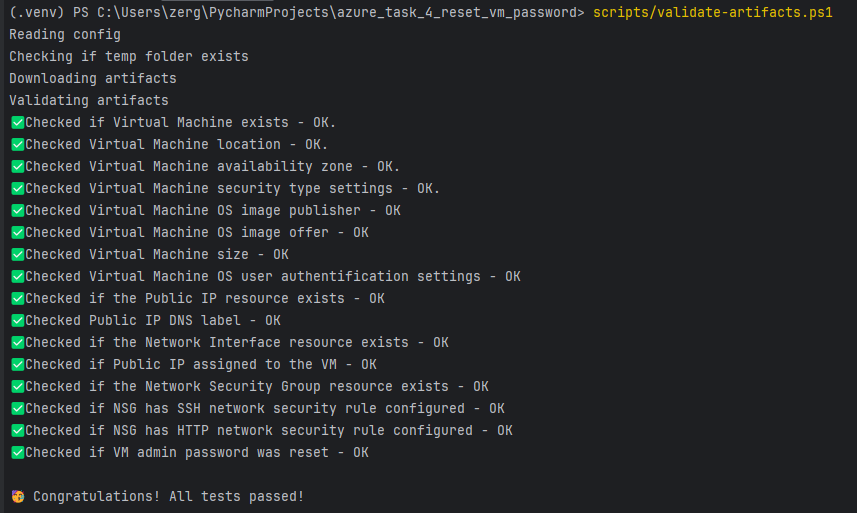 (.venv) PS C:\Users\zerg\PycharmProjects\azure_task_4_reset_vm_password> scripts/validate-artifacts.ps1
Reading config
Checking if temp folder exists
Downloading artifacts
Validating artifacts
✅Checked if Virtual Machine exists - OK.
✅Checked Virtual Machine location - OK.
✅Checked Virtual Machine availability zone - OK.
✅Checked Virtual Machine security type settings - OK.
✅Checked Virtual Machine OS image publisher - OK
✅Checked Virtual Machine OS image offer - OK
✅Checked Virtual Machine size - OK
✅Checked Virtual Machine OS user authentification settings - OK
✅Checked if the Public IP resource exists - OK
✅Checked Public IP DNS label - OK
✅Checked if the Network Interface resource exists - OK
✅Checked if Public IP assigned to the VM - OK
✅Checked if the Network Security Group resource exists - OK
✅Checked if NSG has SSH network security rule configured - OK
✅Checked if NSG has HTTP network security rule configured - OK
✅Checked if VM admin password was reset - OK
🥳 Congratulations! All tests passed!